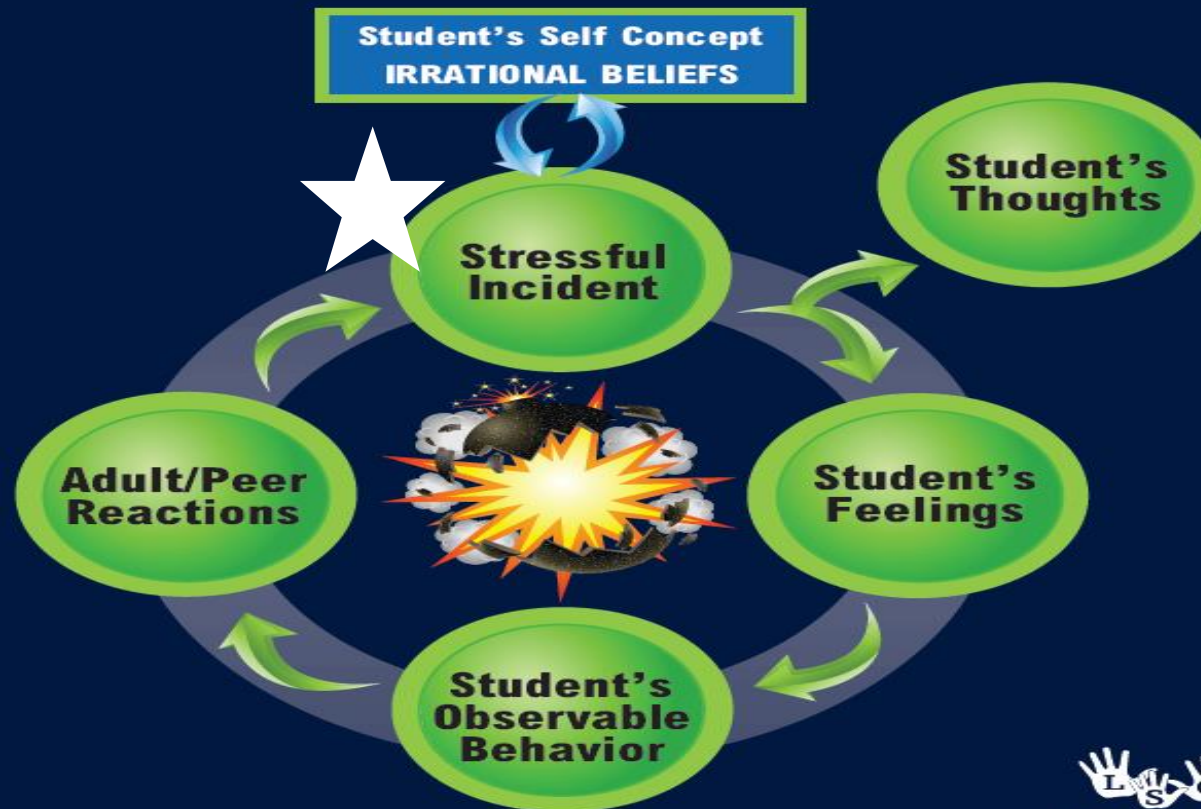 Student's Self Concept
IRRATIONAL BELIEFS
Student's
Thoughts
Stressful
Incident
Adult/Peer
Reactions
Student's
Feelings
Student's
Observable
Behavior
L S